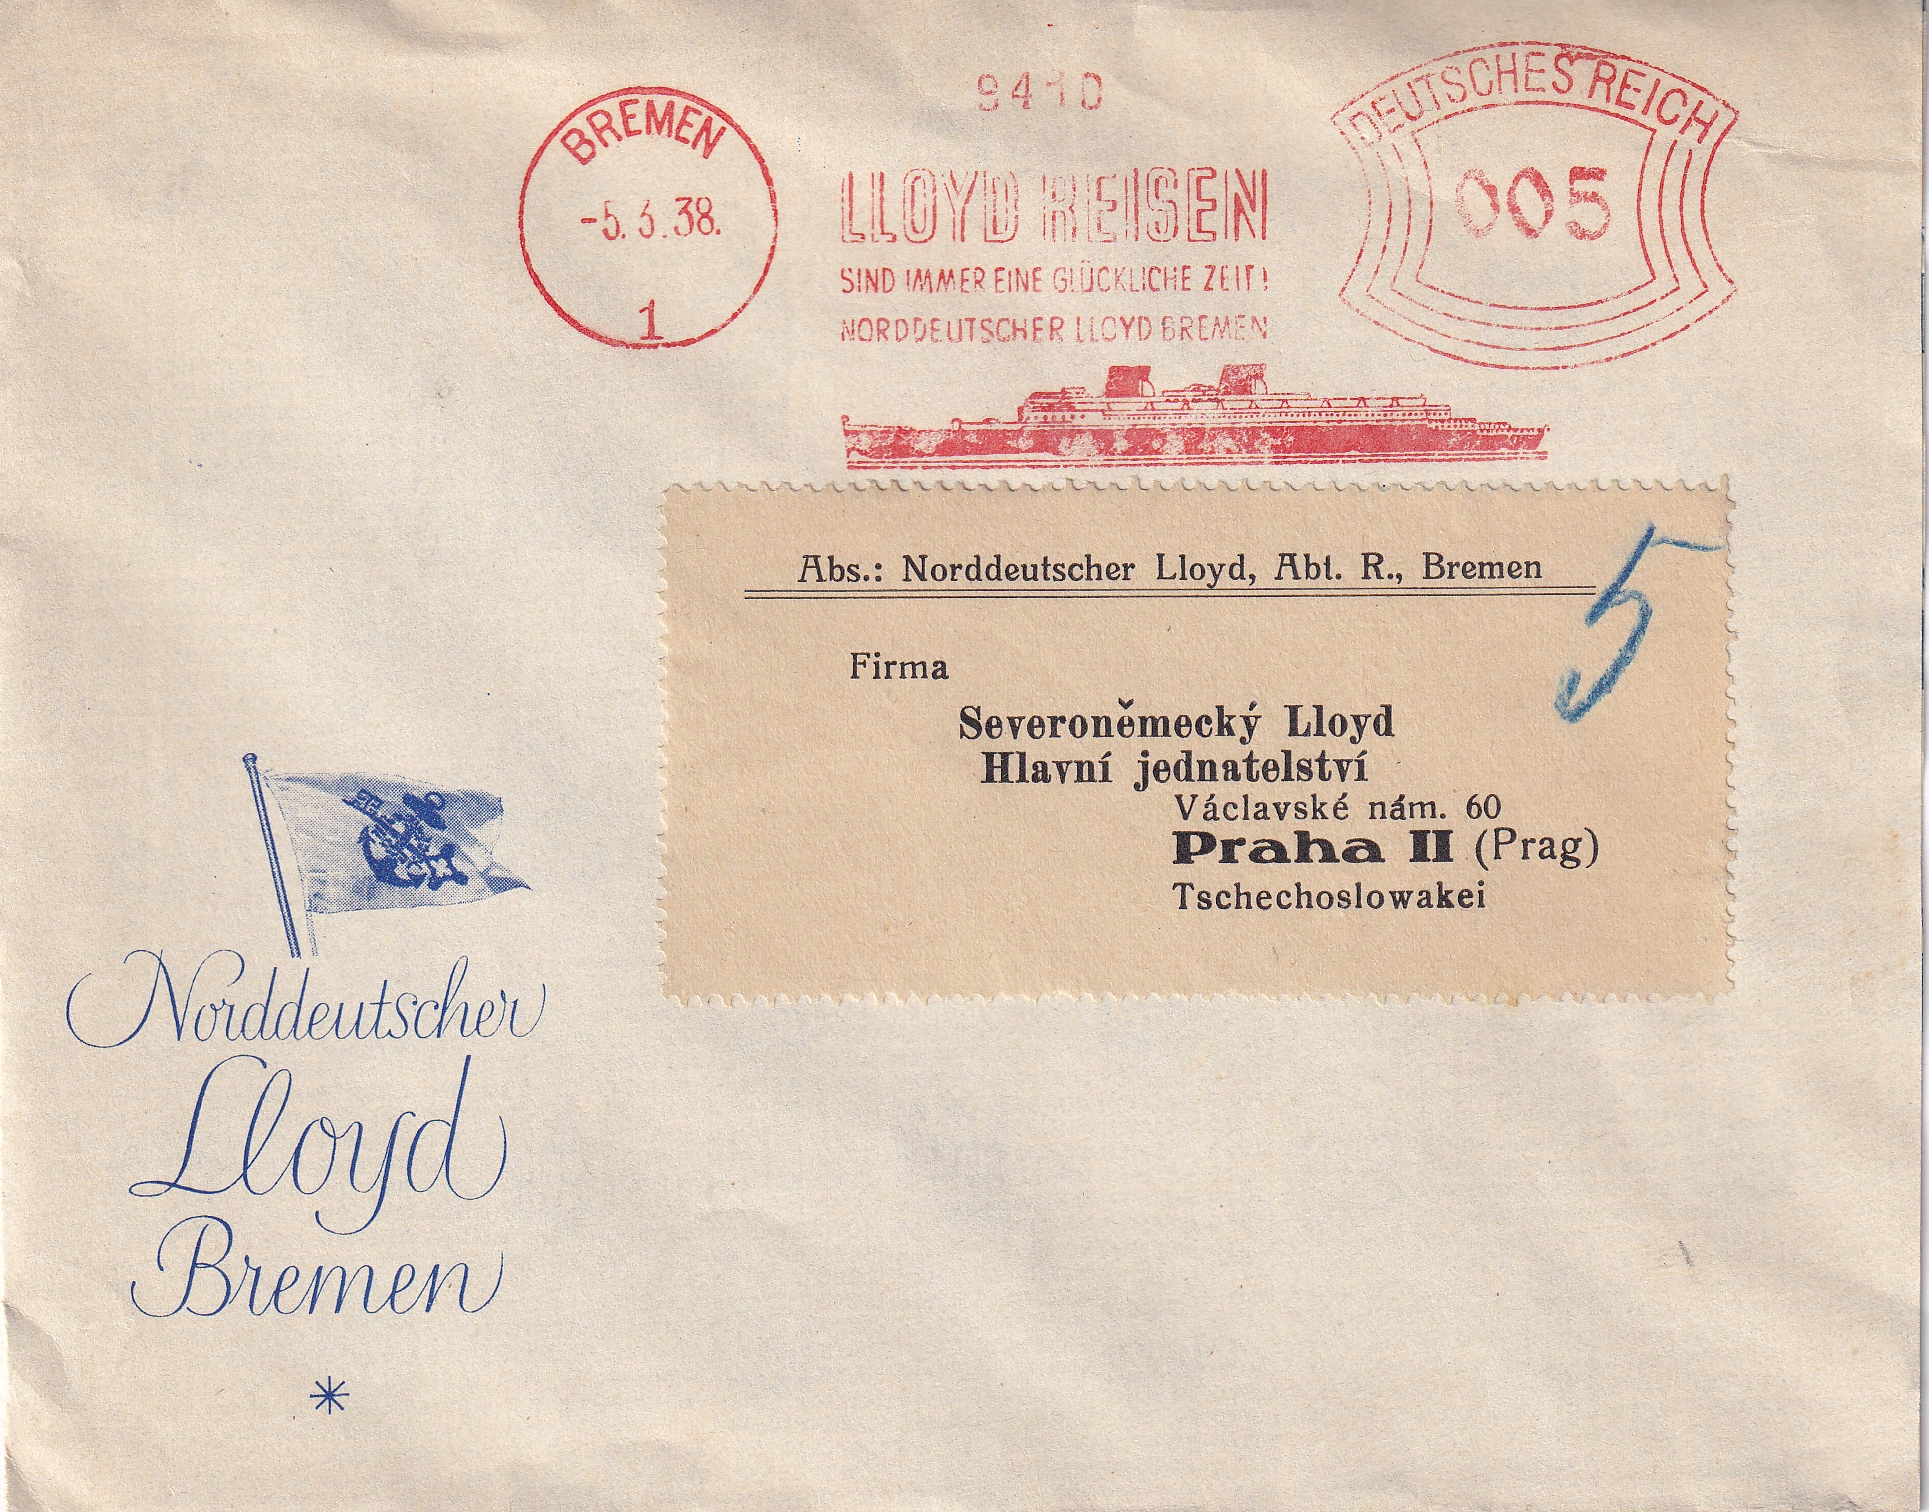 9410
BREMEN
-5.3.38.
1
LLOYD REISEN
SIND IMMER EINE GLÜCKLICHE ZEIT!
NORDDEUTSCHER LLOYD BREMEN
DEUTSCHES REICH
005
Abs.: Norddeutscher Lloyd, Abt. R., Bremen
5
Firma
Severoněmecký Lloyd
Hlavní jednatelství
Václavské nám. 60
Praha II (Prag)
Tschechoslowakei
Norddeutscher
Lloyd
Bremen